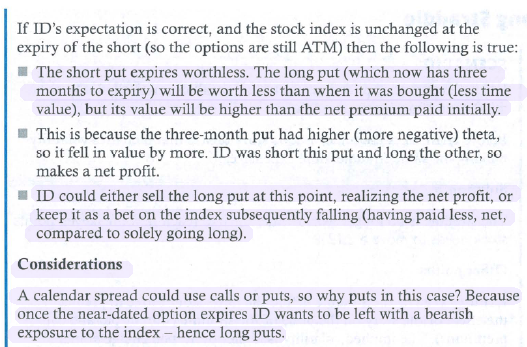 If ID's expectation is correct, and the stock index is unchanged at the
expiry of the short (so the options are still ATM) then the following is true:
■ The short put expires worthless. The long put (which now has three
months to expiry) will be worth less than when it was bought (less time
value), but its value will be higher than the net premium paid initially.
■ This is because the three-month put had higher (more negative) theta,
so it fell in value by more. ID was short this put and long the other, so
makes a net profit.
■ ID could either sell the long put at this point, realizing the net profit, or
keep it as a bet on the index subsequently falling (having paid less, net,
compared to solely going long).
Considerations
A calendar spread could use calls or puts, so why puts in this case? Because
once the near-dated option expires ID wants to be left with a bearish
exposure to the index – hence long puts.